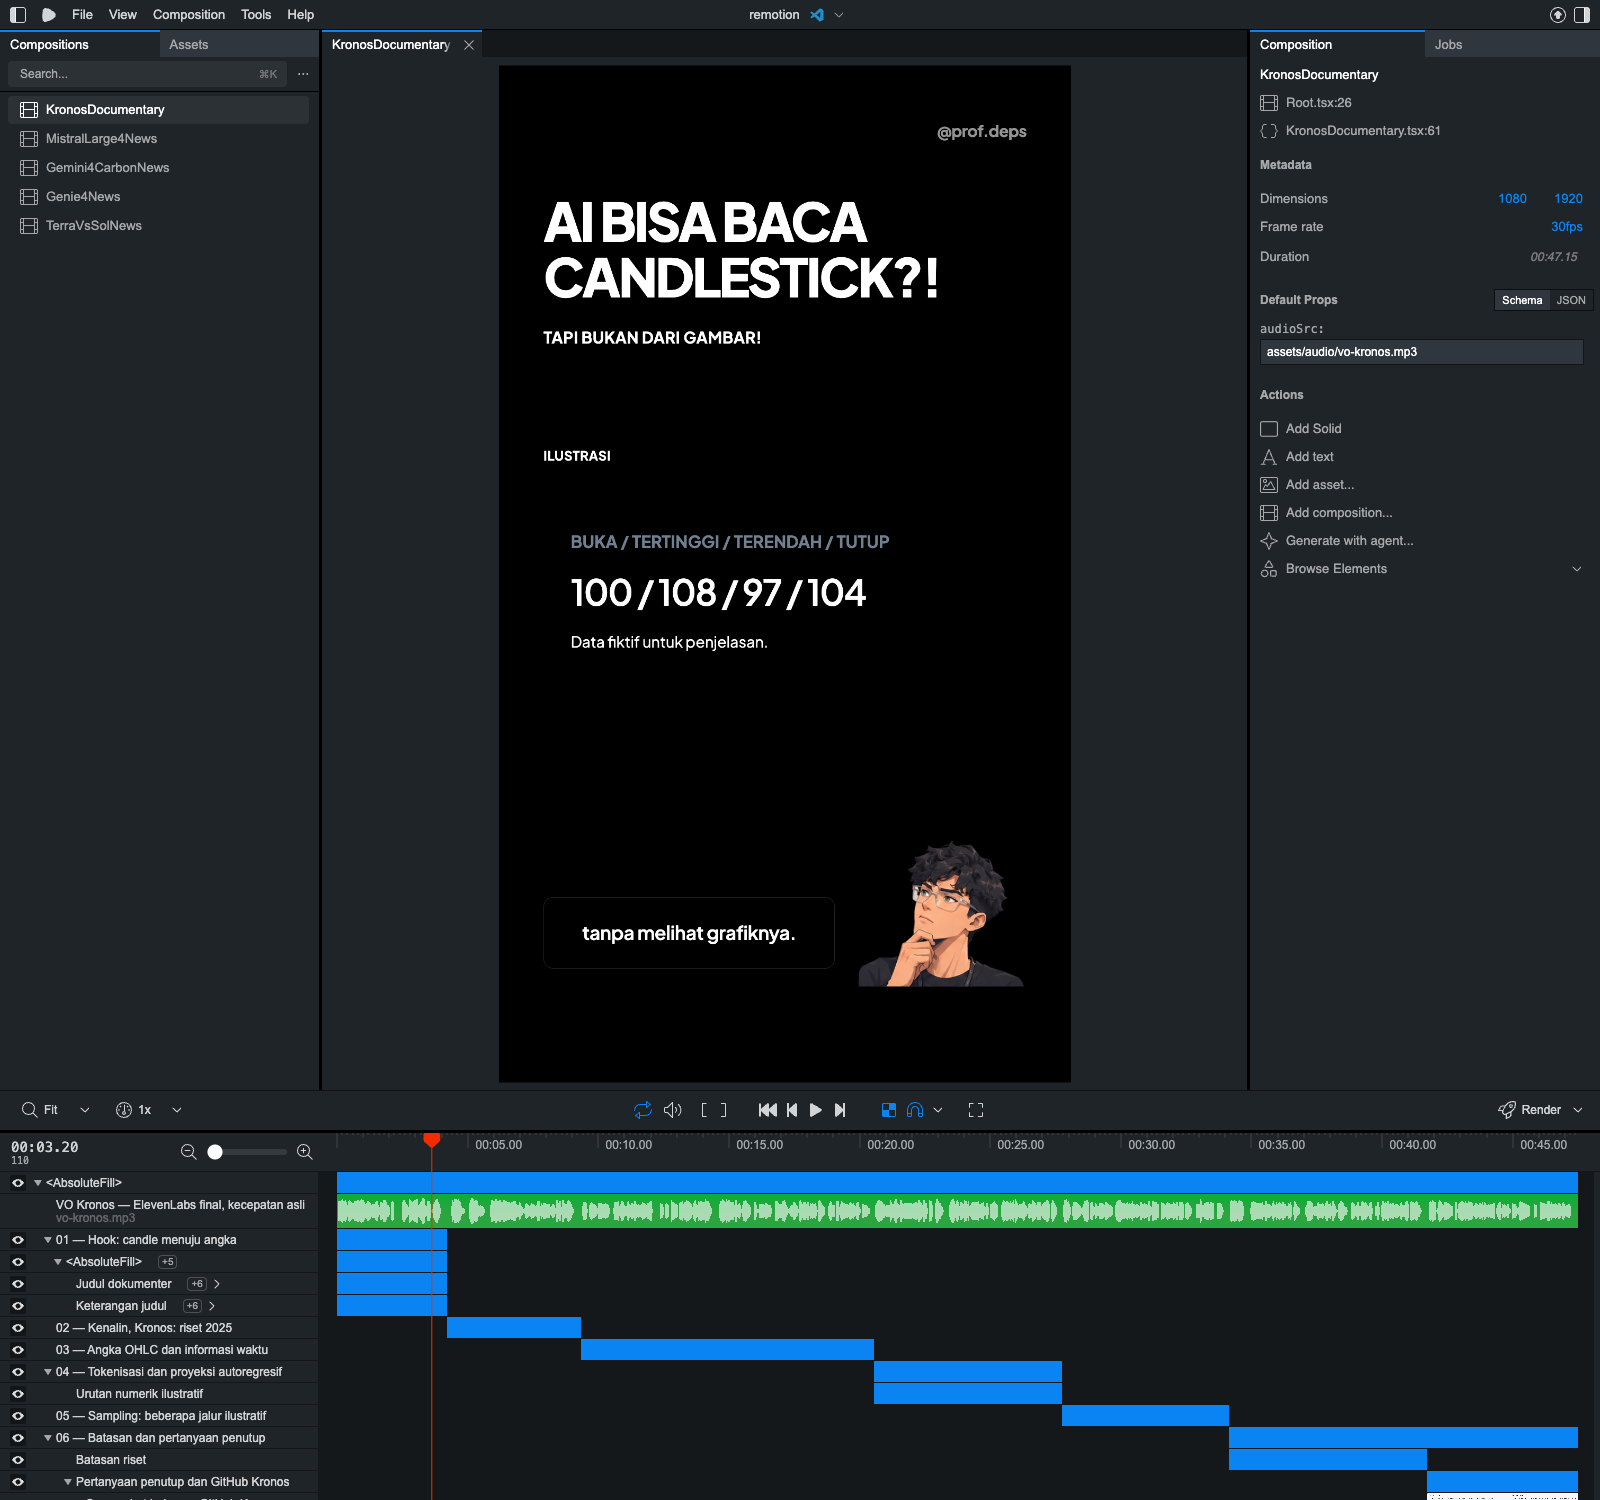 File View Composition Tools Help
remotion
Compositions Assets
Search... ⌘K ...
KronosDocumentary
MistralLarge4News
Gemini4CarbonNews
Genie4News
TerraVsSolNews
KronosDocumentary
@prof.deps
AI BISA BACA
CANDLESTICK?!
TAPI BUKAN DARI GAMBAR!
ILUSTRASI
BUKA / TERTINGGI / TERENDAH / TUTUP
100 / 108 / 97 / 104
Data fiktif untuk penjelasan.
tanpa melihat grafiknya.
Composition Jobs
KronosDocumentary
Root.tsx:26
KronosDocumentary.tsx:61
Metadata
Dimensions 1080 1920
Frame rate 30fps
Duration 00:47.15
Default Props Schema JSON
audioSrc:
assets/audio/vo-kronos.mp3
Actions
Add Solid
Add text
Add asset...
Add composition...
Generate with agent...
Browse Elements
Fit 1x Render
00:03.20
110
00:05.00 00:10.00 00:15.00 00:20.00 00:25.00 00:30.00 00:35.00 00:40.00 00:45.00
<AbsoluteFill>
VO Kronos — ElevenLabs final, kecepatan asli
vo-kronos.mp3
01 — Hook: candle menuju angka
<AbsoluteFill> +5
Judul dokumenter +6
Keterangan judul +6
02 — Kenalin, Kronos: riset 2025
03 — Angka OHLC dan informasi waktu
04 — Tokenisasi dan proyeksi autoregresif
Urutan numerik ilustratif
05 — Sampling: beberapa jalur ilustratif
06 — Batasan dan pertanyaan penutup
Batasan riset
Pertanyaan penutup dan GitHub Kronos